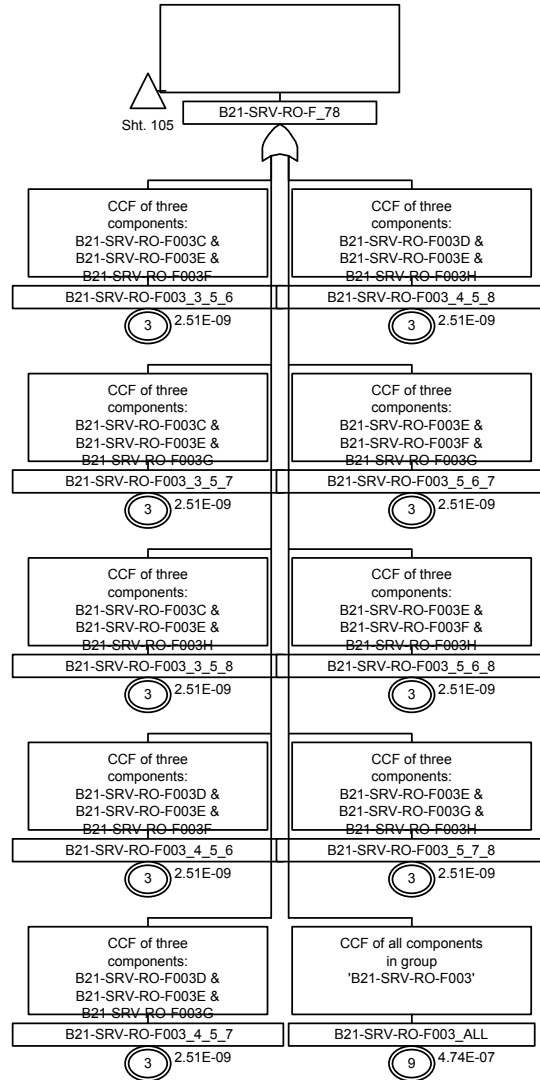 B21-SRV-RO-F_78
Sht. 105
CCF of three
components:
B21-SRV-RO-F003C &
B21-SRV-RO-F003E &
B21-SRV-RO-F003F
B21-SRV-RO-F003_3_5_6
3
2.51E-09
CCF of three
components:
B21-SRV-RO-F003D &
B21-SRV-RO-F003E &
B21-SRV-RO-F003H
B21-SRV-RO-F003_4_5_8
3
2.51E-09
CCF of three
components:
B21-SRV-RO-F003C &
B21-SRV-RO-F003E &
B21-SRV-RO-F003G
B21-SRV-RO-F003_3_5_7
3
2.51E-09
CCF of three
components:
B21-SRV-RO-F003E &
B21-SRV-RO-F003F &
B21-SRV-RO-F003G
B21-SRV-RO-F003_5_6_7
3
2.51E-09
CCF of three
components:
B21-SRV-RO-F003C &
B21-SRV-RO-F003E &
B21-SRV-RO-F003H
B21-SRV-RO-F003_3_5_8
3
2.51E-09
CCF of three
components:
B21-SRV-RO-F003E &
B21-SRV-RO-F003F &
B21-SRV-RO-F003H
B21-SRV-RO-F003_5_6_8
3
2.51E-09
CCF of three
components:
B21-SRV-RO-F003D &
B21-SRV-RO-F003E &
B21-SRV-RO-F003F
B21-SRV-RO-F003_4_5_6
3
2.51E-09
CCF of three
components:
B21-SRV-RO-F003E &
B21-SRV-RO-F003G &
B21-SRV-RO-F003H
B21-SRV-RO-F003_5_7_8
3
2.51E-09
CCF of three
components:
B21-SRV-RO-F003D &
B21-SRV-RO-F003E &
B21-SRV-RO-F003G
B21-SRV-RO-F003_4_5_7
3
2.51E-09
CCF of all components
in group
'B21-SRV-RO-F003'
B21-SRV-RO-F003_ALL
9
4.74E-07